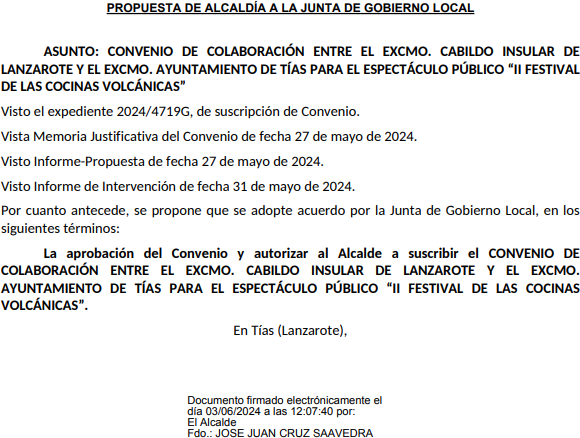 PROPUESTA DE ALCALDÍA A LA JUNTA DE GOBIERNO LOCAL
ASUNTO: CONVENIO DE COLABORACIÓN ENTRE EL EXCMO. CABILDO INSULAR DE
LANZAROTE Y EL EXCMO. AYUNTAMIENTO DE TÍAS PARA EL ESPECTÁCULO PÚBLICO “II FESTIVAL
DE LAS COCINAS VOLCÁNICAS”
Visto el expediente 2024/4719G, de suscripción de Convenio.
Vista Memoria Justificativa del Convenio de fecha 27 de mayo de 2024.
Visto Informe-Propuesta de fecha 27 de mayo de 2024.
Visto Informe de Intervención de fecha 31 de mayo de 2024.
Por cuanto antecede, se propone que se adopte acuerdo por la Junta de Gobierno Local, en los
siguientes términos:
La aprobación del Convenio y autorizar al Alcalde a suscribir el CONVENIO DE
COLABORACIÓN ENTRE EL EXCMO. CABILDO INSULAR DE LANZAROTE Y EL EXCMO.
AYUNTAMIENTO DE TÍAS PARA EL ESPECTÁCULO PÚBLICO “II FESTIVAL DE LAS COCINAS
VOLCÁNICAS”.
En Tías (Lanzarote),
Documento firmado electrónicamente el
día 03/06/2024 a las 12:07:40 por:
El Alcalde
Fdo.: JOSE JUAN CRUZ SAAVEDRA